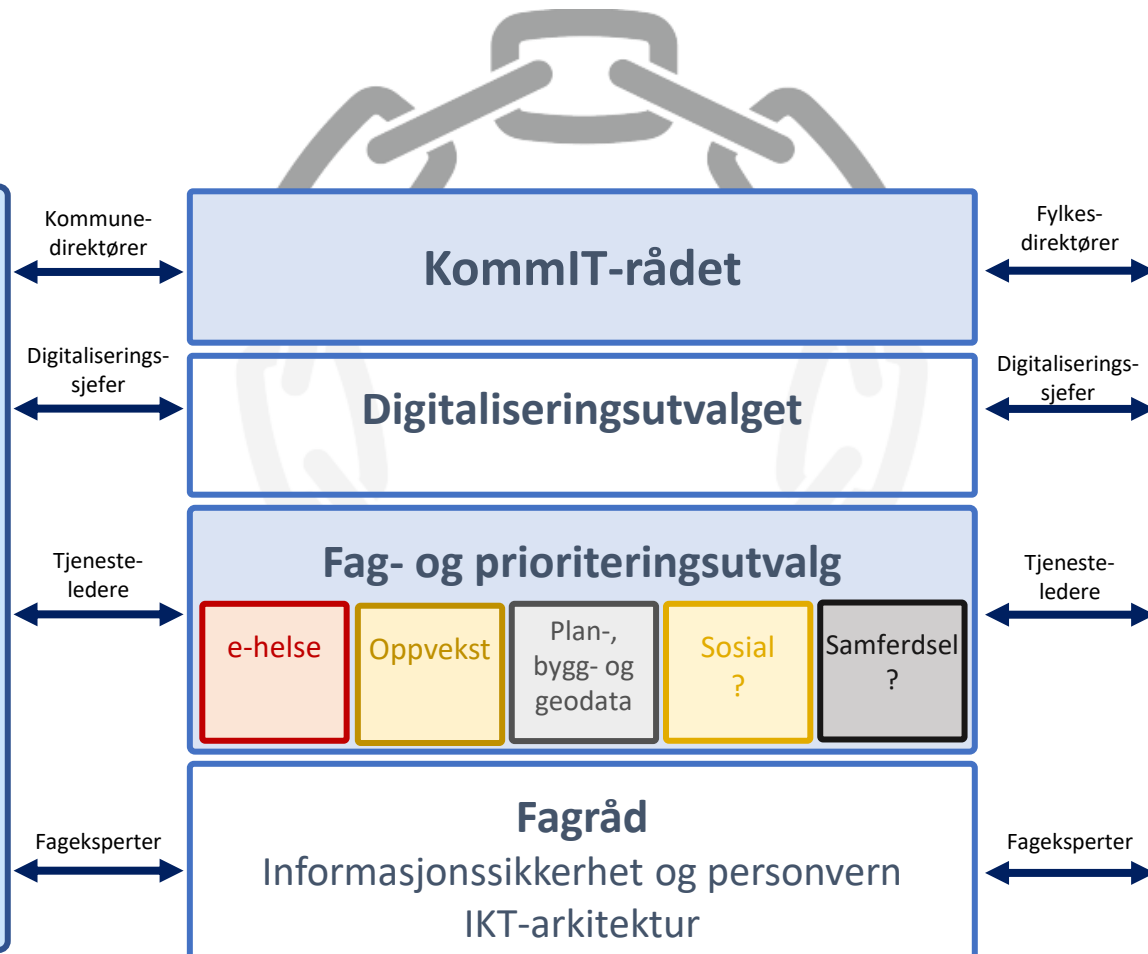 Kommune-
direktører
KommIT-rådet
Fylkes-
direktører
Digitaliserings-
sjefer
Digitaliseringsutvalget
Digitaliserings-
sjefer
Tjeneste-
ledere
Fag- og prioriteringsutvalg
e-helse
Oppvekst
Plan-,
bygg- og
geodata
Sosial
?
Samferdsel
?
Tjeneste-
ledere
Fageksperter
Fagråd
Informasjonssikkerhet og personvern
IKT-arkitektur
Fageksperter